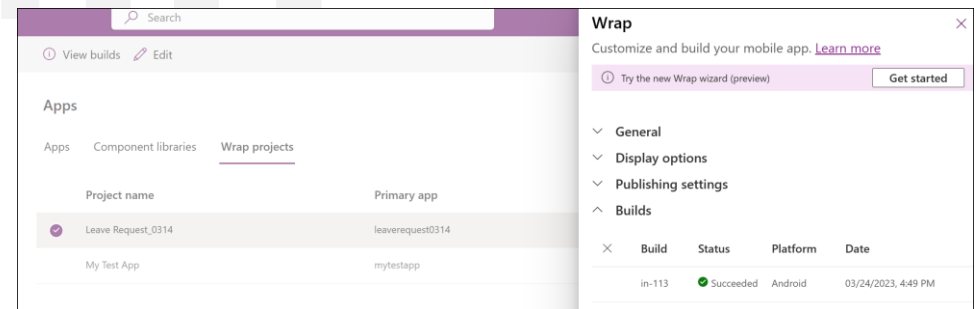 Search
View builds Edit
Apps
Apps Component libraries Wrap projects
Project name Primary app
Leave Request_0314 leaverequest0314
My Test App mytestapp
Wrap
Customize and build your mobile app. Learn more
Try the new Wrap wizard (preview) Get started
General
Display options
Publishing settings
Builds
Build Status Platform Date
in-113 Succeeded Android 03/24/2023, 4:49 PM